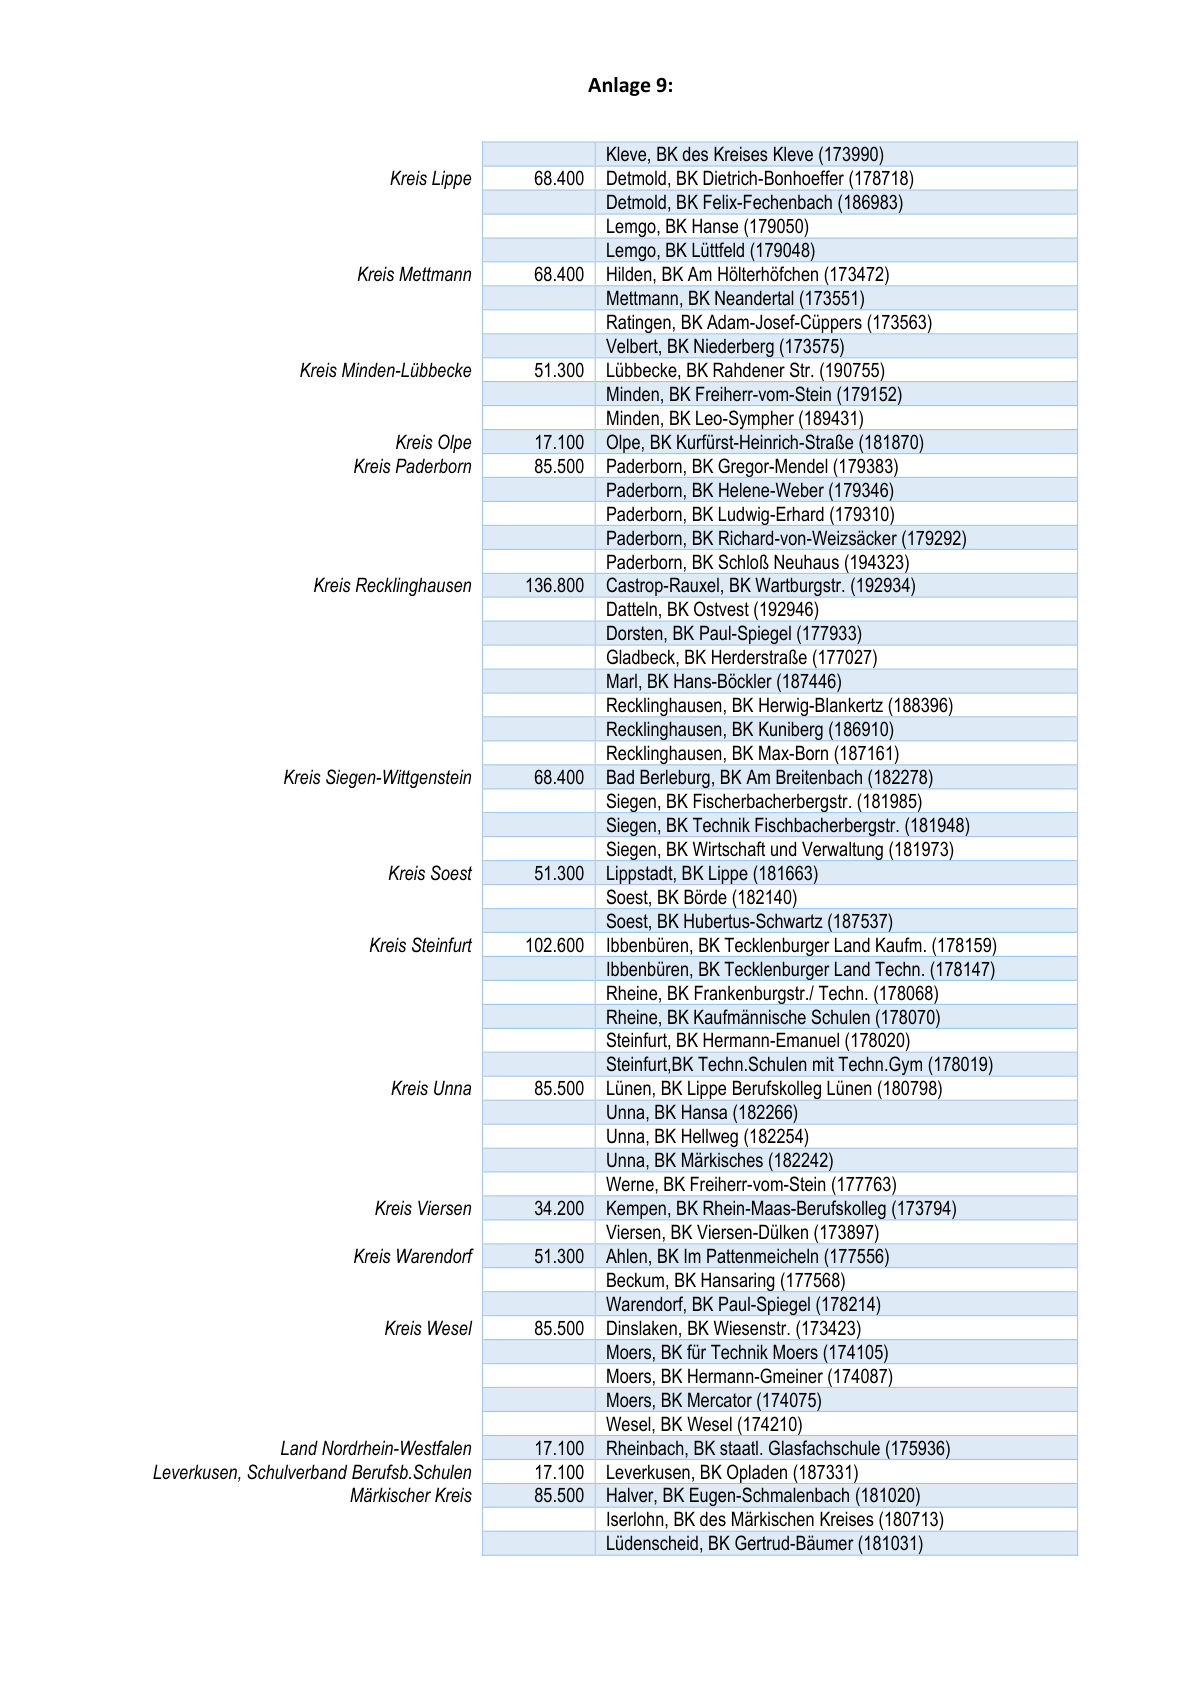 Anlage 9:
Kleve, BK des Kreises Kleve (173990)
Kreis Lippe 68.400 Detmold, BK Dietrich-Bonhoeffer (178718)
Detmold, BK Felix-Fechenbach (186983)
Lemgo, BK Hanse (179050)
Lemgo, BK Lüttfeld (179048)
Kreis Mettmann 68.400 Hilden, BK Am Hölterhöfchen (173472)
Mettmann, BK Neandertal (173551)
Ratingen, BK Adam-Josef-Cüppers (173563)
Velbert, BK Niederberg (173575)
Kreis Minden-Lübbecke 51.300 Lübbecke, BK Rahdener Str. (190755)
Minden, BK Freiherr-vom-Stein (179152)
Minden, BK Leo-Sympher (189431)
Kreis Olpe 17.100 Olpe, BK Kurfürst-Heinrich-Straße (181870)
Kreis Paderborn 85.500 Paderborn, BK Gregor-Mendel (179383)
Paderborn, BK Helene-Weber (179346)
Paderborn, BK Ludwig-Erhard (179310)
Paderborn, BK Richard-von-Weizsäcker (179292)
Paderborn, BK Schloß Neuhaus (194323)
Kreis Recklinghausen 136.800 Castrop-Rauxel, BK Wartburgstr. (192934)
Datteln, BK Ostvest (192946)
Dorsten, BK Paul-Spiegel (177933)
Gladbeck, BK Herderstraße (177027)
Marl, BK Hans-Böckler (187446)
Recklinghausen, BK Herwig-Blankertz (188396)
Recklinghausen, BK Kuniberg (186910)
Recklinghausen, BK Max-Born (187161)
Kreis Siegen-Wittgenstein 68.400 Bad Berleburg, BK Am Breitenbach (182278)
Siegen, BK Fischerbacherbergstr. (181985)
Siegen, BK Technik Fischbacherbergstr. (181948)
Siegen, BK Wirtschaft und Verwaltung (181973)
Kreis Soest 51.300 Lippstadt, BK Lippe (181663)
Soest, BK Börde (182140)
Soest, BK Hubertus-Schwartz (187537)
Kreis Steinfurt 102.600 Ibbenbüren, BK Tecklenburger Land Kaufm. (178159)
Ibbenbüren, BK Tecklenburger Land Techn. (178147)
Rheine, BK Frankenburgstr./ Techn. (178068)
Rheine, BK Kaufmännische Schulen (178070)
Steinfurt, BK Hermann-Emanuel (178020)
Steinfurt,BK Techn.Schulen mit Techn.Gym (178019)
Kreis Unna 85.500 Lünen, BK Lippe Berufskolleg Lünen (180798)
Unna, BK Hansa (182266)
Unna, BK Hellweg (182254)
Unna, BK Märkisches (182242)
Werne, BK Freiherr-vom-Stein (177763)
Kreis Viersen 34.200 Kempen, BK Rhein-Maas-Berufskolleg (173794)
Viersen, BK Viersen-Dülken (173897)
Kreis Warendorf 51.300 Ahlen, BK Im Pattenmeicheln (177556)
Beckum, BK Hansaring (177568)
Warendorf, BK Paul-Spiegel (178214)
Kreis Wesel 85.500 Dinslaken, BK Wiesenstr. (173423)
Moers, BK für Technik Moers (174105)
Moers, BK Hermann-Gmeiner (174087)
Moers, BK Mercator (174075)
Wesel, BK Wesel (174210)
Land Nordrhein-Westfalen 17.100 Rheinbach, BK staatl. Glasfachschule (175936)
Leverkusen, Schulverband Berufsb.Schulen 17.100 Leverkusen, BK Opladen (187331)
Märkischer Kreis 85.500 Halver, BK Eugen-Schmalenbach (181020)
Iserlohn, BK des Märkischen Kreises (180713)
Lüdenscheid, BK Gertrud-Bäumer (181031)